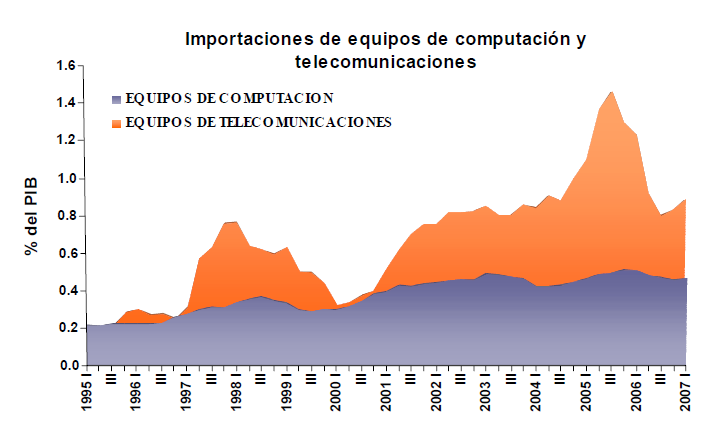 Importaciones de equipos de computación y
telecomunicaciones
1.6
1.4
1.2
1.0
0.8
0.6
0.4
0.2
0.0
% del PIB
EQUIPOS DE COMPUTACION
EQUIPOS DE TELECOMUNICACIONES
1995 I
III
1996 I
III
1997 I
III
1998 I
III
1999 I
III
2000 I
III
2001 I
III
2002 I
III
2003 I
III
2004 I
III
2005 I
III
2006 I
III
2007 I